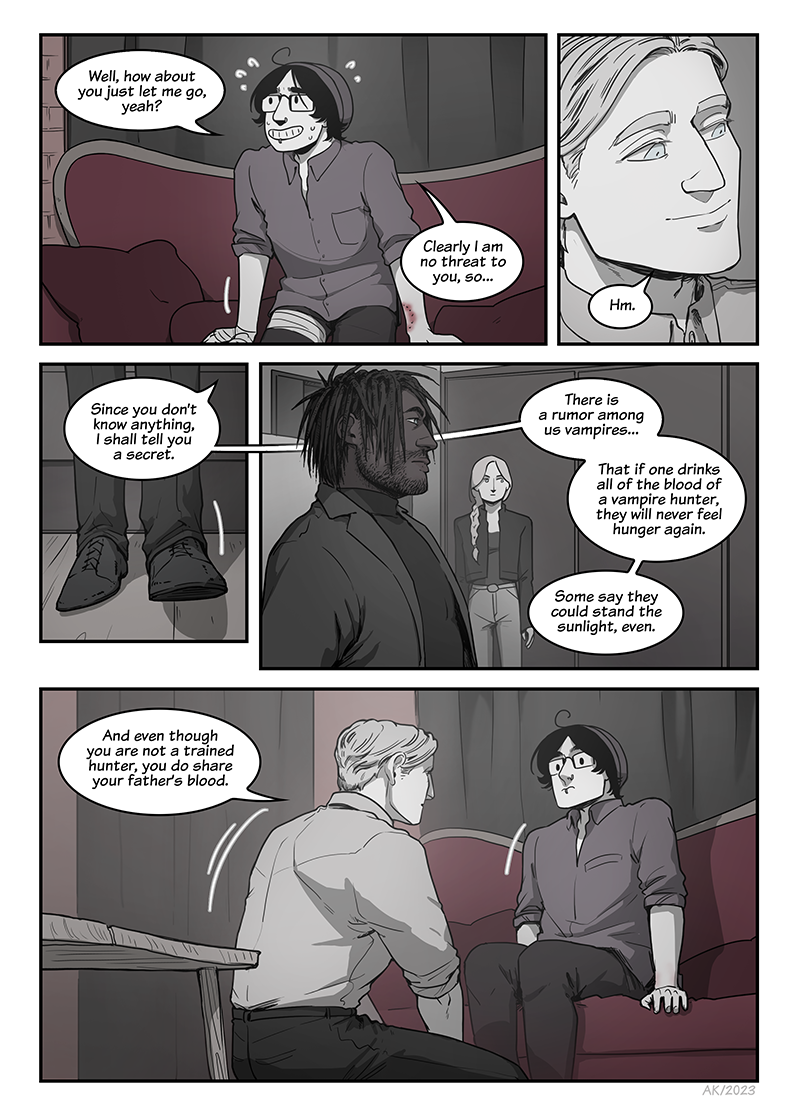 Well, how about
you just let me go,
yeah?
Clearly I am
no threat to
you, so...
Hm.
Since you don't
know anything,
I shall tell you
a secret.
There is
a rumor among
us vampires...
That if one drinks
all of the blood of
a vampire hunter,
they will never feel
hunger again.
Some say they
could stand the
sunlight, even.
And even though
you are not a trained
hunter, you do share
your father's blood.
AK/2023